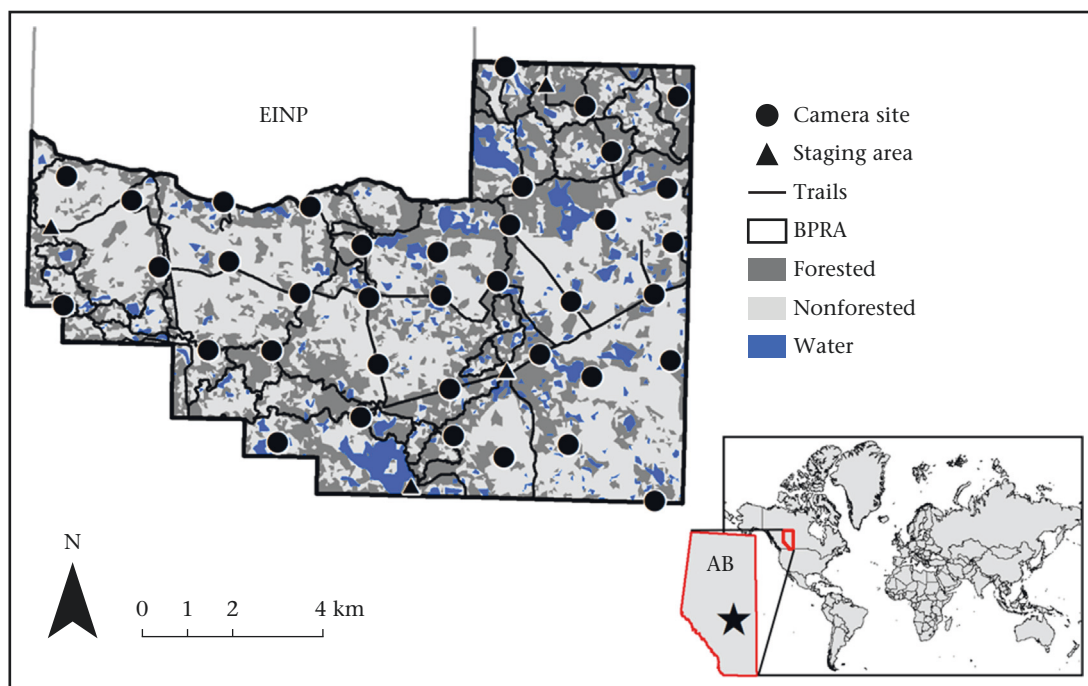 EINP
Camera site
Staging area
Trails
BPRA
Forested
Nonforested
Water
N
0 1 2 4 km
AB